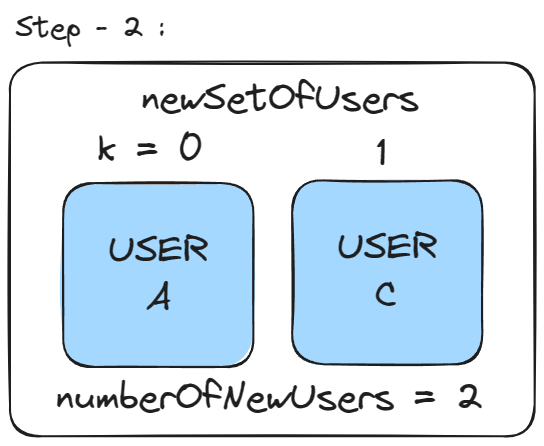 Step - 2 :
newSetOfUsers
k = 0 1
USER A
USER C
numberOfNewUsers = 2